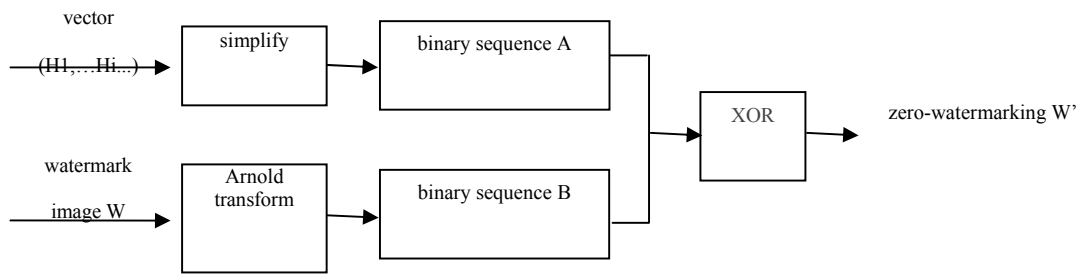 vector
(H1,…Hi...)
simplify
binary sequence A
XOR
zero-watermarking W’
watermark
image W
Arnold
transform
binary sequence B